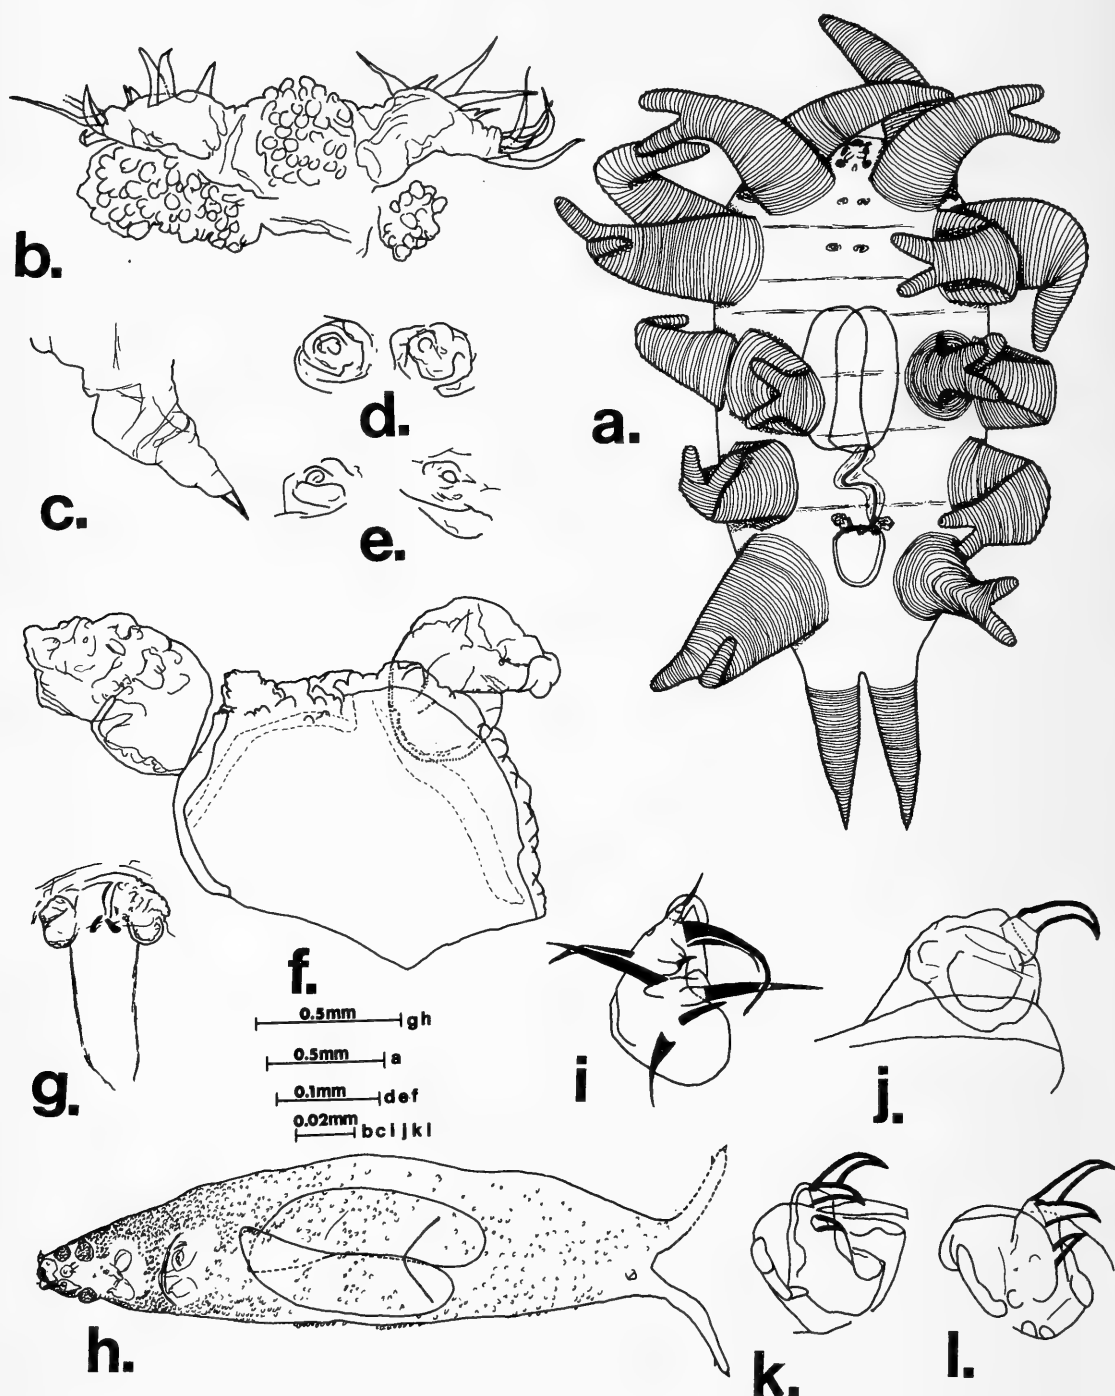 b.
a.
d.
c.
e.
f.
0.5mm gh
0.5mm a
0.1mm def
0.02mm bcijkl
g.
i
j.
h.
k.
l.